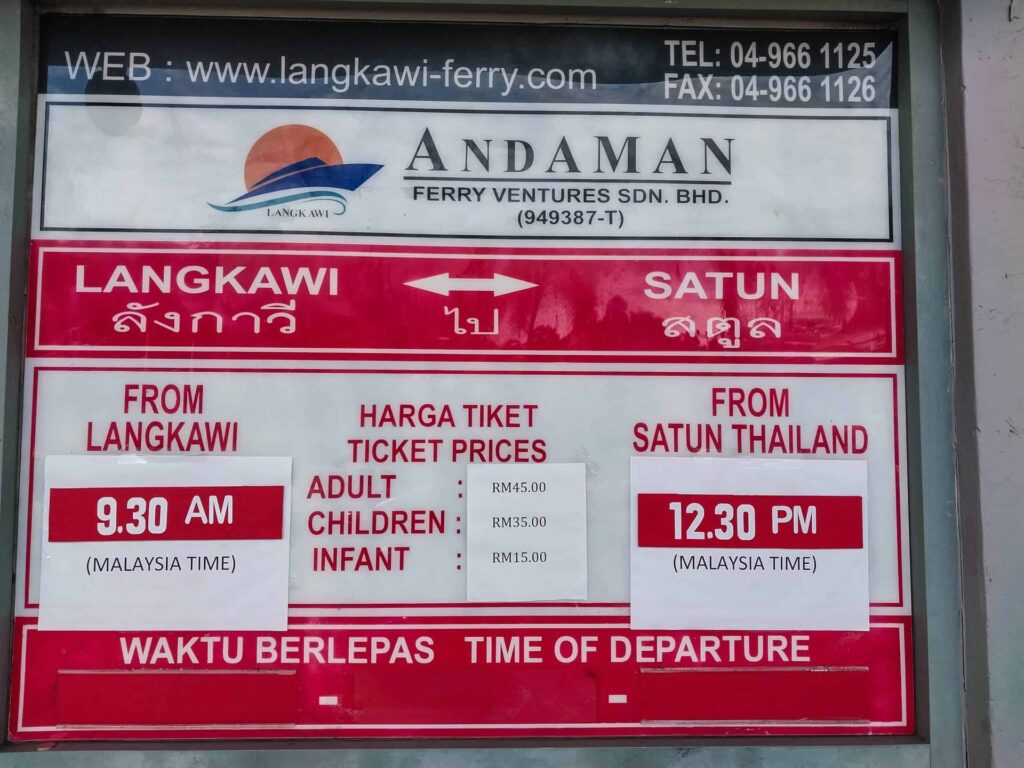 WEB : www.langkawi-ferry.com
TEL: 04-966 1125
FAX: 04-966 1126
LANGKAWI
ANDAMAN
FERRY VENTURES SDN. BHD.
(949387-T)
LANGKAWI SATUN
ลังกาวี ไป สตูล
FROM
LANGKAWI
9.30 AM
(MALAYSIA TIME)
HARGA TIKET
TICKET PRICES
ADULT : RM45.00
CHiLDREN : RM35.00
INFANT : RM15.00
FROM
SATUN THAILAND
12.30 PM
(MALAYSIA TIME)
WAKTU BERLEPAS TIME OF DEPARTURE